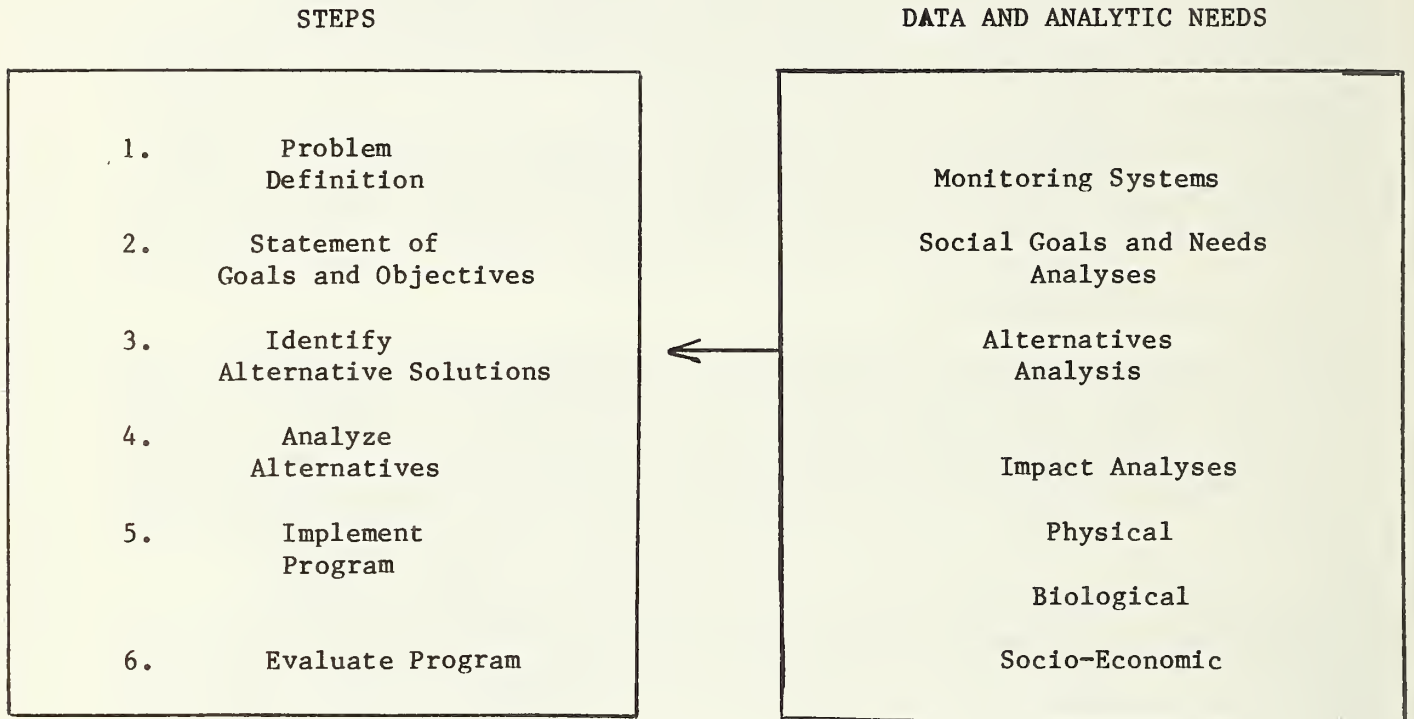 STEPS
1. Problem
Definition
2. Statement of
Goals and Objectives
3. Identify
Alternative Solutions
4. Analyze
Alternatives
5. Implement
Program
6. Evaluate Program
DATA AND ANALYTIC NEEDS
Monitoring Systems
Social Goals and Needs
Analyses
Alternatives
Analysis
Impact Analyses
Physical
Biological
Socio-Economic